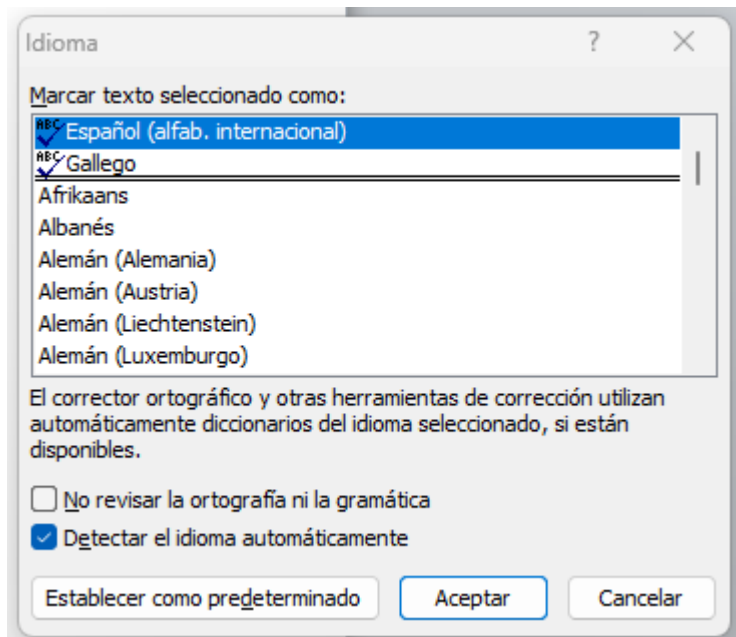 Idioma ?
Marcar texto seleccionado como:
ABC Español (alfab. internacional)
ABC Gallego
Afrikaans
Albanés
Alemán (Alemania)
Alemán (Austria)
Alemán (Liechtenstein)
Alemán (Luxemburgo)
El corrector ortográfico y otras herramientas de corrección utilizan
automáticamente diccionarios del idioma seleccionado, si están
disponibles.
No revisar la ortografía ni la gramática
Detectar el idioma automáticamente
Establecer como predeterminado Aceptar Cancelar